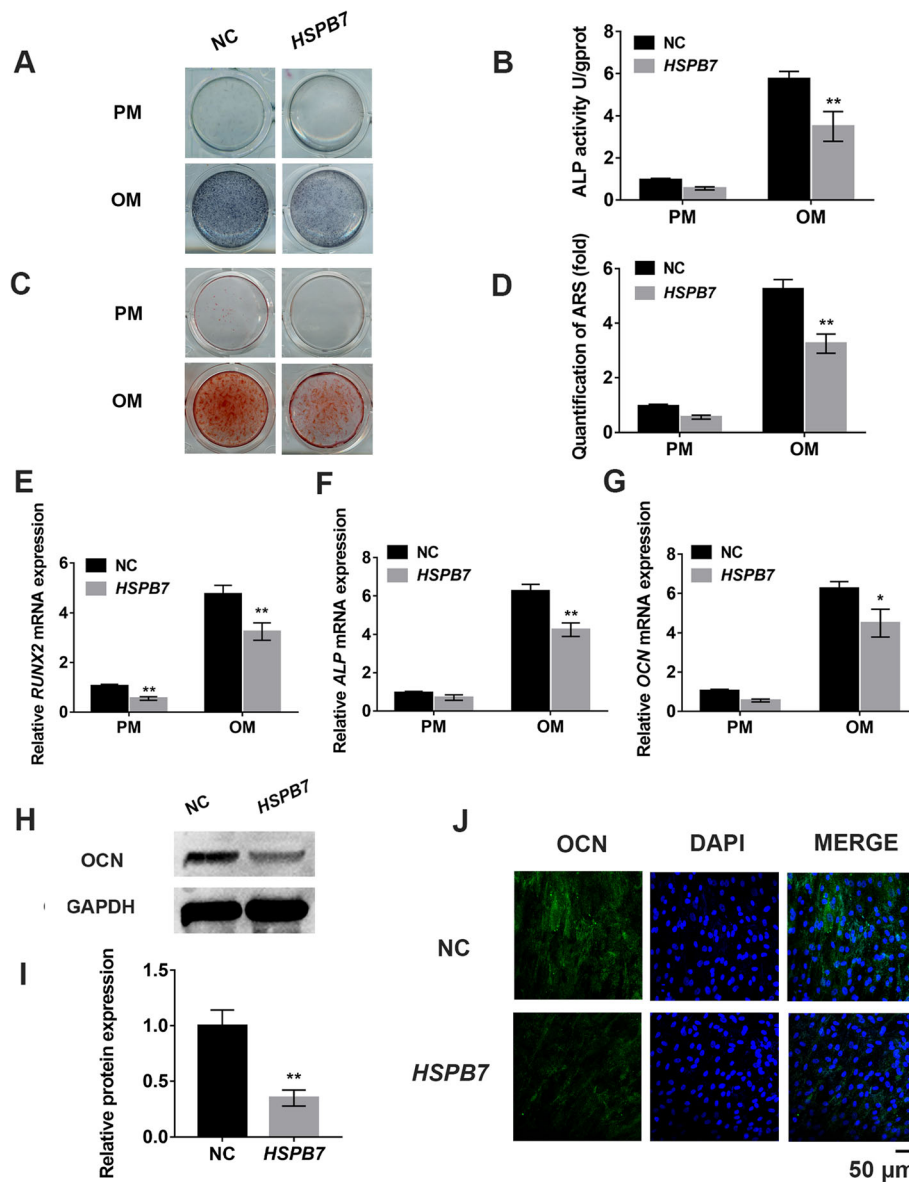 A
NC
HSPB7
PM
OM
B
ALP activity U/gprot
8
6
4
2
0
NC
HSPB7
**
PM
OM
C
PM
OM
D
Quantification of ARS (fold)
6
4
2
0
NC
HSPB7
**
PM
OM
E
Relative RUNX2 mRNA expression
6
4
2
0
NC
HSPB7
**
**
PM
OM
F
Relative ALP mRNA expression
8
6
4
2
0
NC
HSPB7
**
PM
OM
G
Relative OCN mRNA expression
8
6
4
2
0
NC
HSPB7
*
PM
OM
H
NC
HSPB7
OCN
GAPDH
I
Relative protein expression
1.5
1.0
0.5
0.0
**
NC
HSPB7
J
OCN
DAPI
MERGE
NC
HSPB7
50 µm